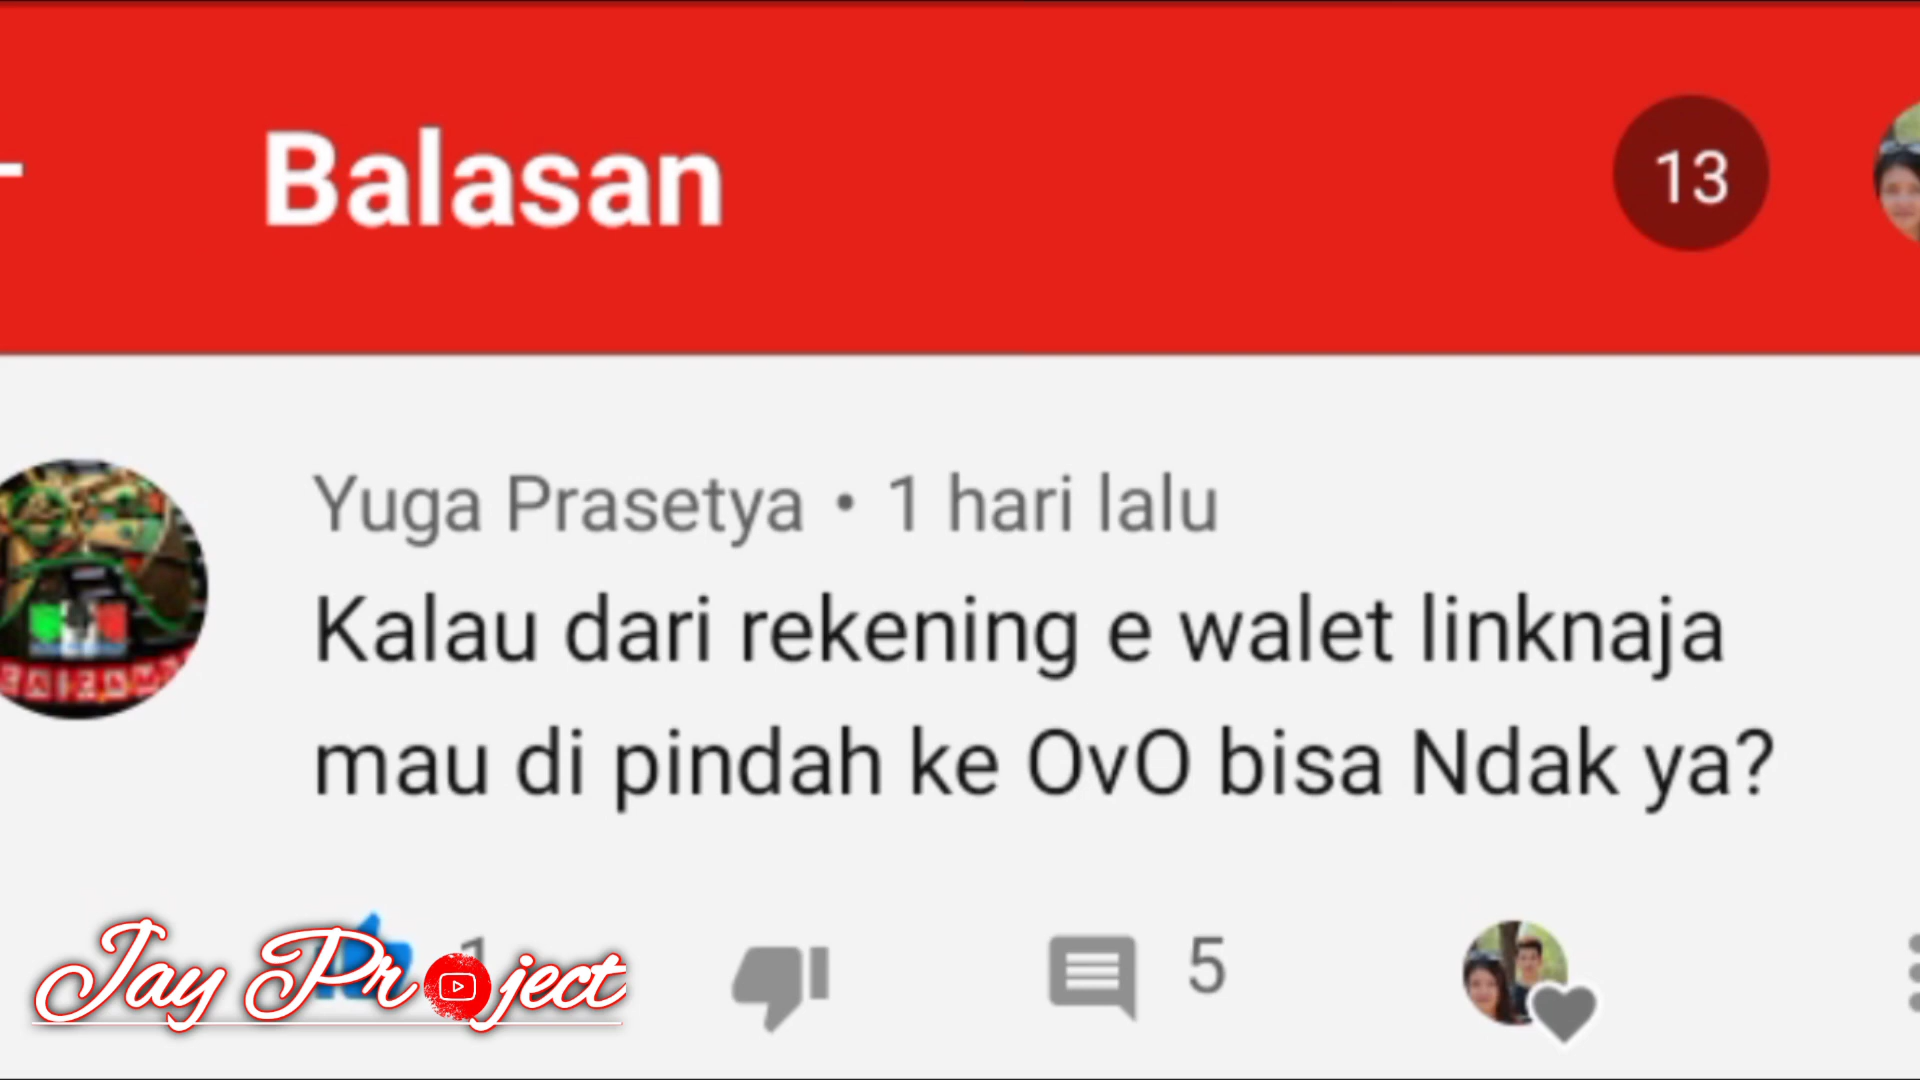 Balasan
13
Yuga Prasetya • 1 hari lalu
Kalau dari rekening e walet linknaja
mau di pindah ke OvO bisa Ndak ya?
1
5
Jay Project